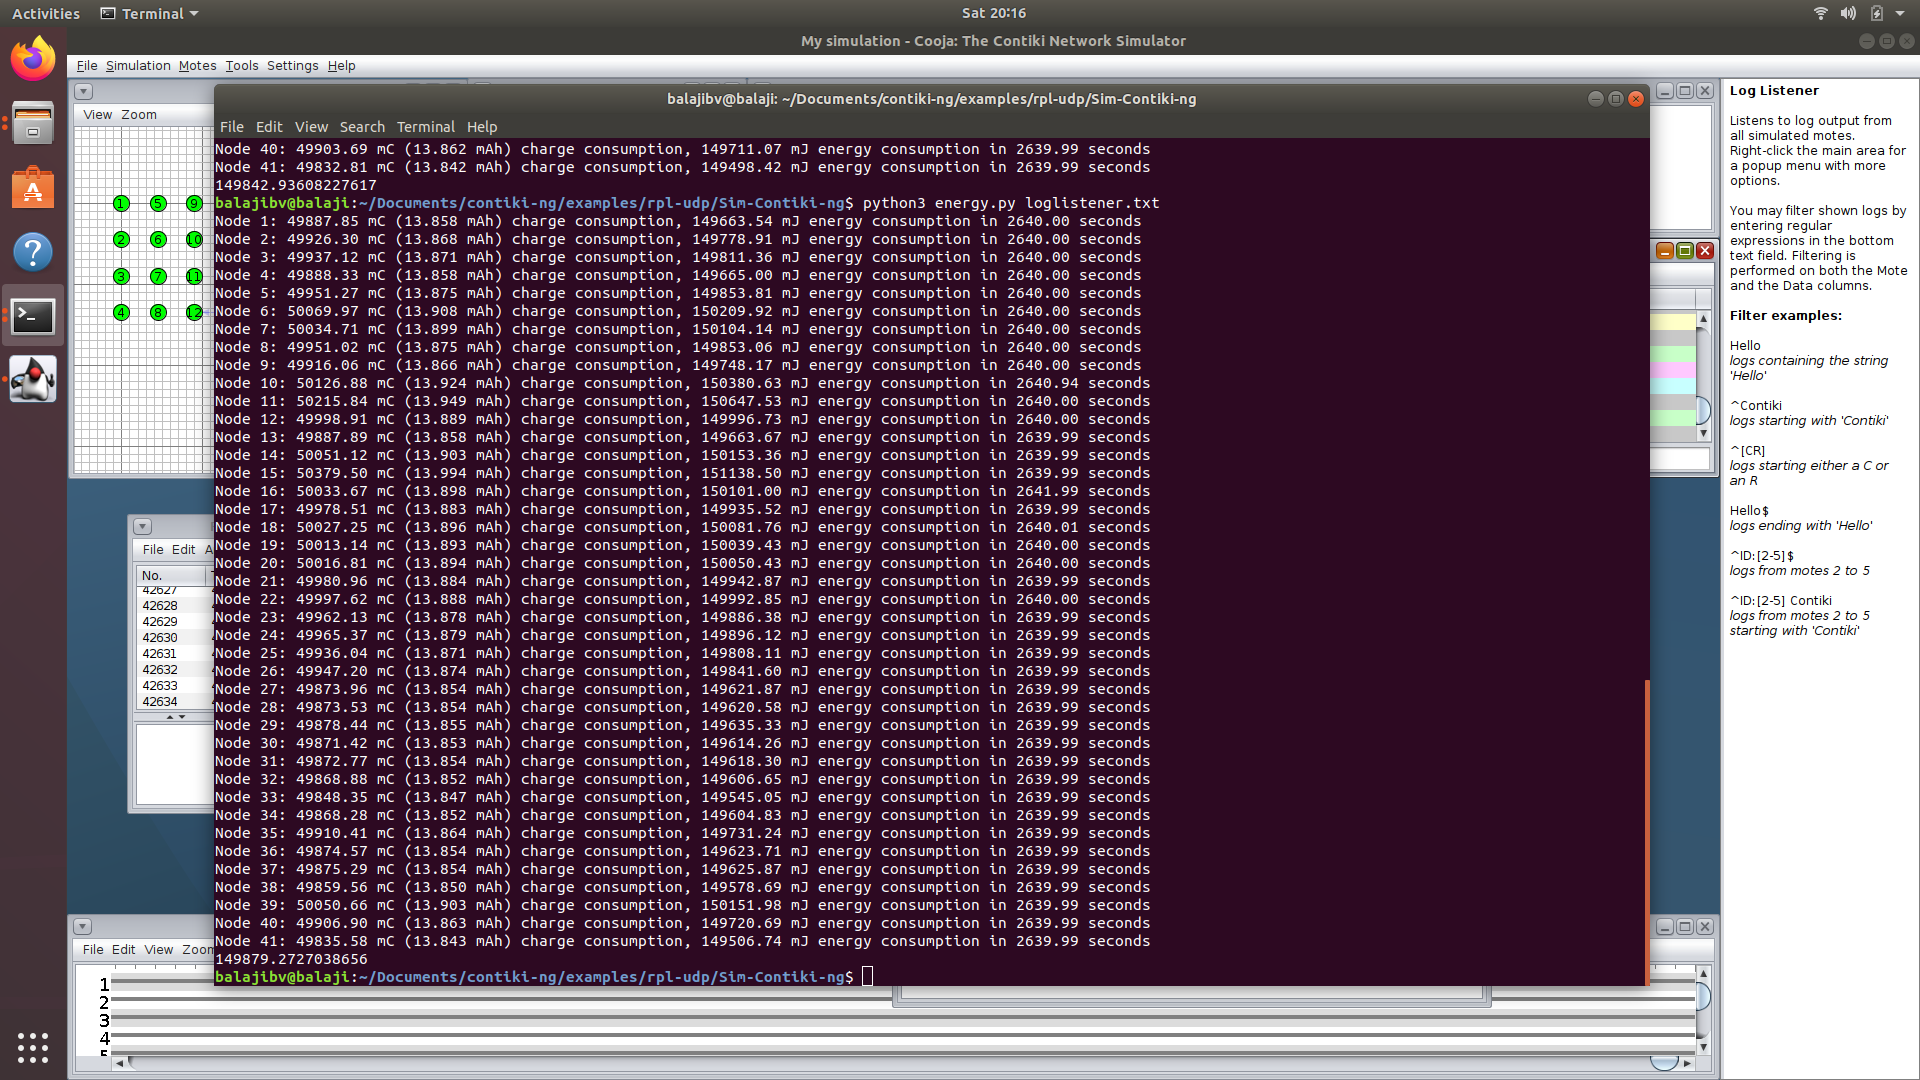 Activities
Terminal
Sat 20:16
My simulation - Cooja: The Contiki Network Simulator
File Simulation Motes Tools Settings Help
View Zoom
1 5 9
2 6 10
3 7 11
4 8 12
File Edit
No.
42627
42628
42629
42630
42631
42632
42633
42634
balajibv@balaji: ~/Documents/contiki-ng/examples/rpl-udp/Sim-Contiki-ng
File Edit View Search Terminal Help
Node 40: 49903.69 mC (13.862 mAh) charge consumption, 149711.07 mJ energy consumption in 2639.99 seconds
Node 41: 49832.81 mC (13.842 mAh) charge consumption, 149498.42 mJ energy consumption in 2639.99 seconds
149842.93608227617
balajibv@balaji:~/Documents/contiki-ng/examples/rpl-udp/Sim-Contiki-ng$ python3 energy.py loglistener.txt
Node 1: 49887.85 mC (13.858 mAh) charge consumption, 149663.54 mJ energy consumption in 2640.00 seconds
Node 2: 49926.30 mC (13.868 mAh) charge consumption, 149778.91 mJ energy consumption in 2640.00 seconds
Node 3: 49937.12 mC (13.871 mAh) charge consumption, 149811.36 mJ energy consumption in 2640.00 seconds
Node 4: 49888.33 mC (13.858 mAh) charge consumption, 149665.00 mJ energy consumption in 2640.00 seconds
Node 5: 49951.27 mC (13.875 mAh) charge consumption, 149853.81 mJ energy consumption in 2640.00 seconds
Node 6: 50069.97 mC (13.908 mAh) charge consumption, 150209.92 mJ energy consumption in 2640.00 seconds
Node 7: 50034.71 mC (13.899 mAh) charge consumption, 150104.14 mJ energy consumption in 2640.00 seconds
Node 8: 49951.02 mC (13.875 mAh) charge consumption, 149853.06 mJ energy consumption in 2640.00 seconds
Node 9: 49916.06 mC (13.866 mAh) charge consumption, 149748.17 mJ energy consumption in 2640.00 seconds
Node 10: 50126.88 mC (13.924 mAh) charge consumption, 150380.63 mJ energy consumption in 2640.94 seconds
Node 11: 50215.84 mC (13.949 mAh) charge consumption, 150647.53 mJ energy consumption in 2640.00 seconds
Node 12: 49998.91 mC (13.889 mAh) charge consumption, 149996.73 mJ energy consumption in 2640.00 seconds
Node 13: 49887.89 mC (13.858 mAh) charge consumption, 149663.67 mJ energy consumption in 2639.99 seconds
Node 14: 50051.12 mC (13.903 mAh) charge consumption, 150153.36 mJ energy consumption in 2639.99 seconds
Node 15: 50379.50 mC (13.994 mAh) charge consumption, 151138.50 mJ energy consumption in 2639.99 seconds
Node 16: 50033.67 mC (13.898 mAh) charge consumption, 150101.00 mJ energy consumption in 2641.99 seconds
Node 17: 49978.51 mC (13.883 mAh) charge consumption, 149935.52 mJ energy consumption in 2639.99 seconds
Node 18: 50027.25 mC (13.896 mAh) charge consumption, 150081.76 mJ energy consumption in 2640.01 seconds
Node 19: 50013.14 mC (13.893 mAh) charge consumption, 150039.43 mJ energy consumption in 2640.00 seconds
Node 20: 50016.81 mC (13.894 mAh) charge consumption, 150050.43 mJ energy consumption in 2640.00 seconds
Node 21: 49980.96 mC (13.884 mAh) charge consumption, 149942.87 mJ energy consumption in 2639.99 seconds
Node 22: 49997.62 mC (13.888 mAh) charge consumption, 149992.85 mJ energy consumption in 2640.00 seconds
Node 23: 49962.13 mC (13.878 mAh) charge consumption, 149886.38 mJ energy consumption in 2639.99 seconds
Node 24: 49965.37 mC (13.879 mAh) charge consumption, 149896.12 mJ energy consumption in 2639.99 seconds
Node 25: 49936.04 mC (13.871 mAh) charge consumption, 149808.11 mJ energy consumption in 2639.99 seconds
Node 26: 49947.20 mC (13.874 mAh) charge consumption, 149841.60 mJ energy consumption in 2639.99 seconds
Node 27: 49873.96 mC (13.854 mAh) charge consumption, 149621.87 mJ energy consumption in 2639.99 seconds
Node 28: 49873.53 mC (13.854 mAh) charge consumption, 149620.58 mJ energy consumption in 2639.99 seconds
Node 29: 49878.44 mC (13.855 mAh) charge consumption, 149635.33 mJ energy consumption in 2639.99 seconds
Node 30: 49871.42 mC (13.853 mAh) charge consumption, 149614.26 mJ energy consumption in 2639.99 seconds
Node 31: 49872.77 mC (13.854 mAh) charge consumption, 149618.30 mJ energy consumption in 2639.99 seconds
Node 32: 49868.88 mC (13.852 mAh) charge consumption, 149606.65 mJ energy consumption in 2639.99 seconds
Node 33: 49848.35 mC (13.847 mAh) charge consumption, 149545.05 mJ energy consumption in 2639.99 seconds
Node 34: 49868.28 mC (13.852 mAh) charge consumption, 149604.83 mJ energy consumption in 2639.99 seconds
Node 35: 49910.41 mC (13.864 mAh) charge consumption, 149731.24 mJ energy consumption in 2639.99 seconds
Node 36: 49874.57 mC (13.854 mAh) charge consumption, 149623.71 mJ energy consumption in 2639.99 seconds
Node 37: 49875.29 mC (13.854 mAh) charge consumption, 149625.87 mJ energy consumption in 2639.99 seconds
Node 38: 49859.56 mC (13.850 mAh) charge consumption, 149578.69 mJ energy consumption in 2639.99 seconds
Node 39: 50050.66 mC (13.903 mAh) charge consumption, 150151.98 mJ energy consumption in 2639.99 seconds
Node 40: 49906.90 mC (13.863 mAh) charge consumption, 149720.69 mJ energy consumption in 2639.99 seconds
Node 41: 49835.58 mC (13.843 mAh) charge consumption, 149506.74 mJ energy consumption in 2639.99 seconds
149879.2727038656
balajibv@balaji:~/Documents/contiki-ng/examples/rpl-udp/Sim-Contiki-ng$
File Edit View Zoom
1
2
3
4
Log Listener
Listens to log output from
all simulated motes.
Right-click the main area for
a popup menu with more
options.
You may filter shown logs by
entering regular
expressions in the bottom
text field. Filtering is
performed on both the Mote
and the Data columns.
Filter examples:
Hello
logs containing the string
'Hello'
^Contiki
logs starting with 'Contiki'
^[CR]
logs starting either a C or
an R
Hello$
logs ending with 'Hello'
^ID:[2-5]$
logs from motes 2 to 5
^ID:[2-5] Contiki
logs from motes 2 to 5
starting with 'Contiki'